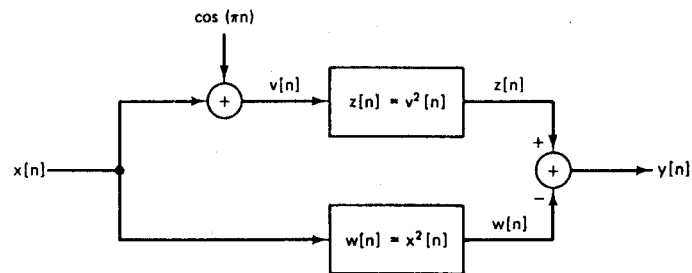 cos (πn)
v[n]
z[n] = v²[n]
z[n]
+
+
x[n]
+
y[n]
−
w[n] = x²[n]
w[n]